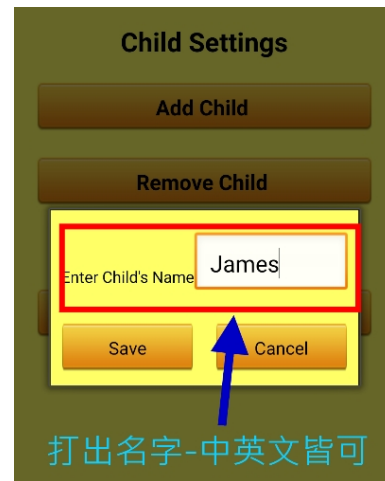 Child Settings
Add Child
Remove Child
Enter Child's Name
James
Save
Cancel
打出名字-中英文皆可